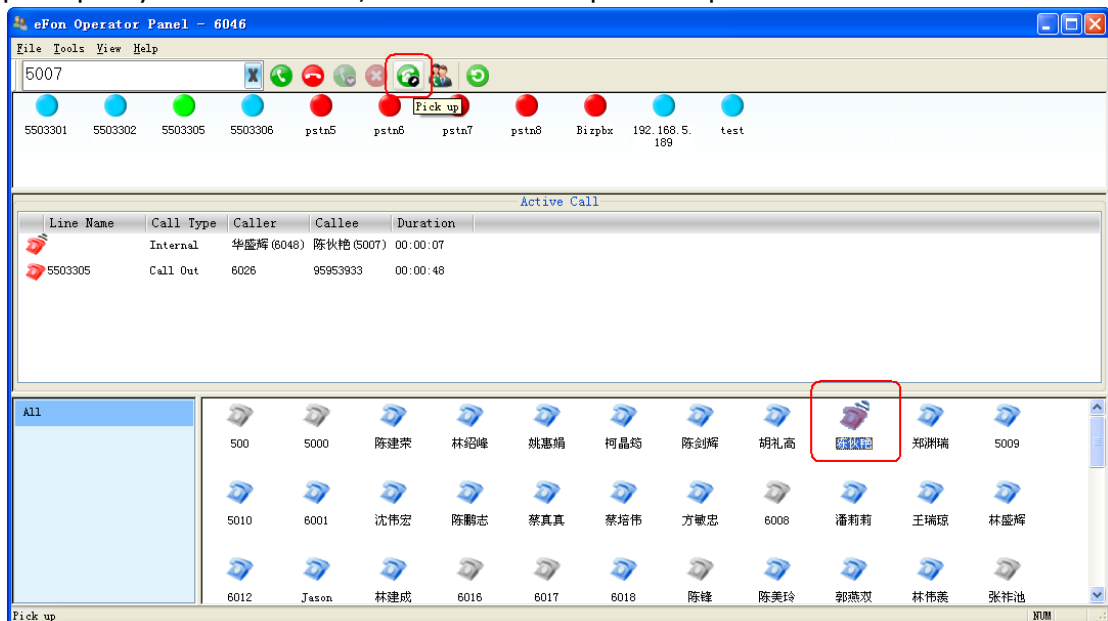 eFon Operator Panel - 6046
File Tools View Help
5007
Pick up
5503301 5503302 5503305 5503306 pstn5 pstn6 pstn7 pstn8 Bizpbx 192.168.5.189 test
Active Call
Line Name Call Type Caller Callee Duration
Internal 华盛辉(6048) 陈伙艳(5007) 00:00:07
5503305 Call Out 6026 95953933 00:00:48
All
500 5000 陈建荣 林绍峰 姚惠娟 柯晶筠 陈剑辉 胡礼高 陈伙艳 郑渊瑞 5009
5010 6001 沈伟宏 陈鹏志 蔡真真 蔡培伟 方敏忠 6008 潘莉莉 王瑞琼 林盛辉
6012 Jason 林建成 6016 6017 6018 陈锋 陈美玲 郭燕双 林伟羡 张祚池
Pick up NUM